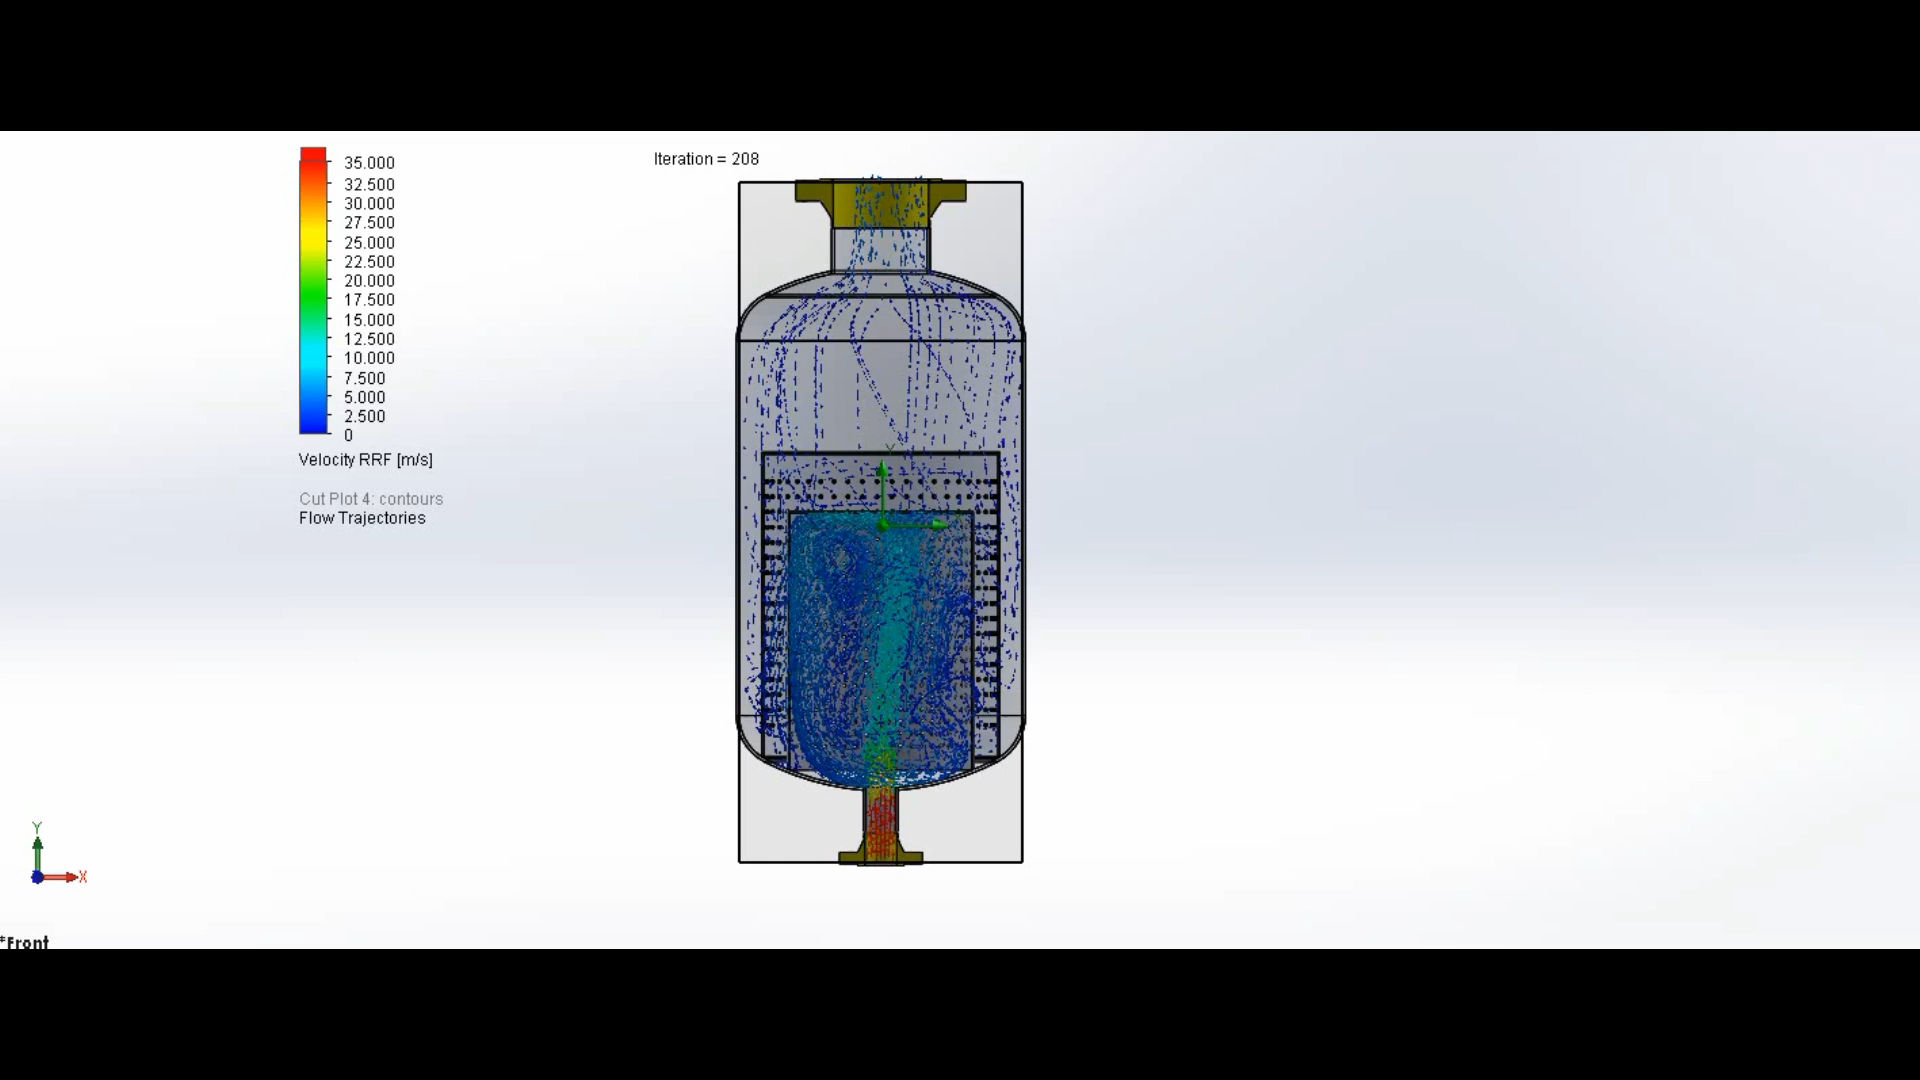 Iteration = 208
35.000
32.500
30.000
27.500
25.000
22.500
20.000
17.500
15.000
12.500
10.000
7.500
5.000
2.500
0
Velocity RRF [m/s]
Cut Plot 4: contours
Flow Trajectories
Y
Y
X
*Front